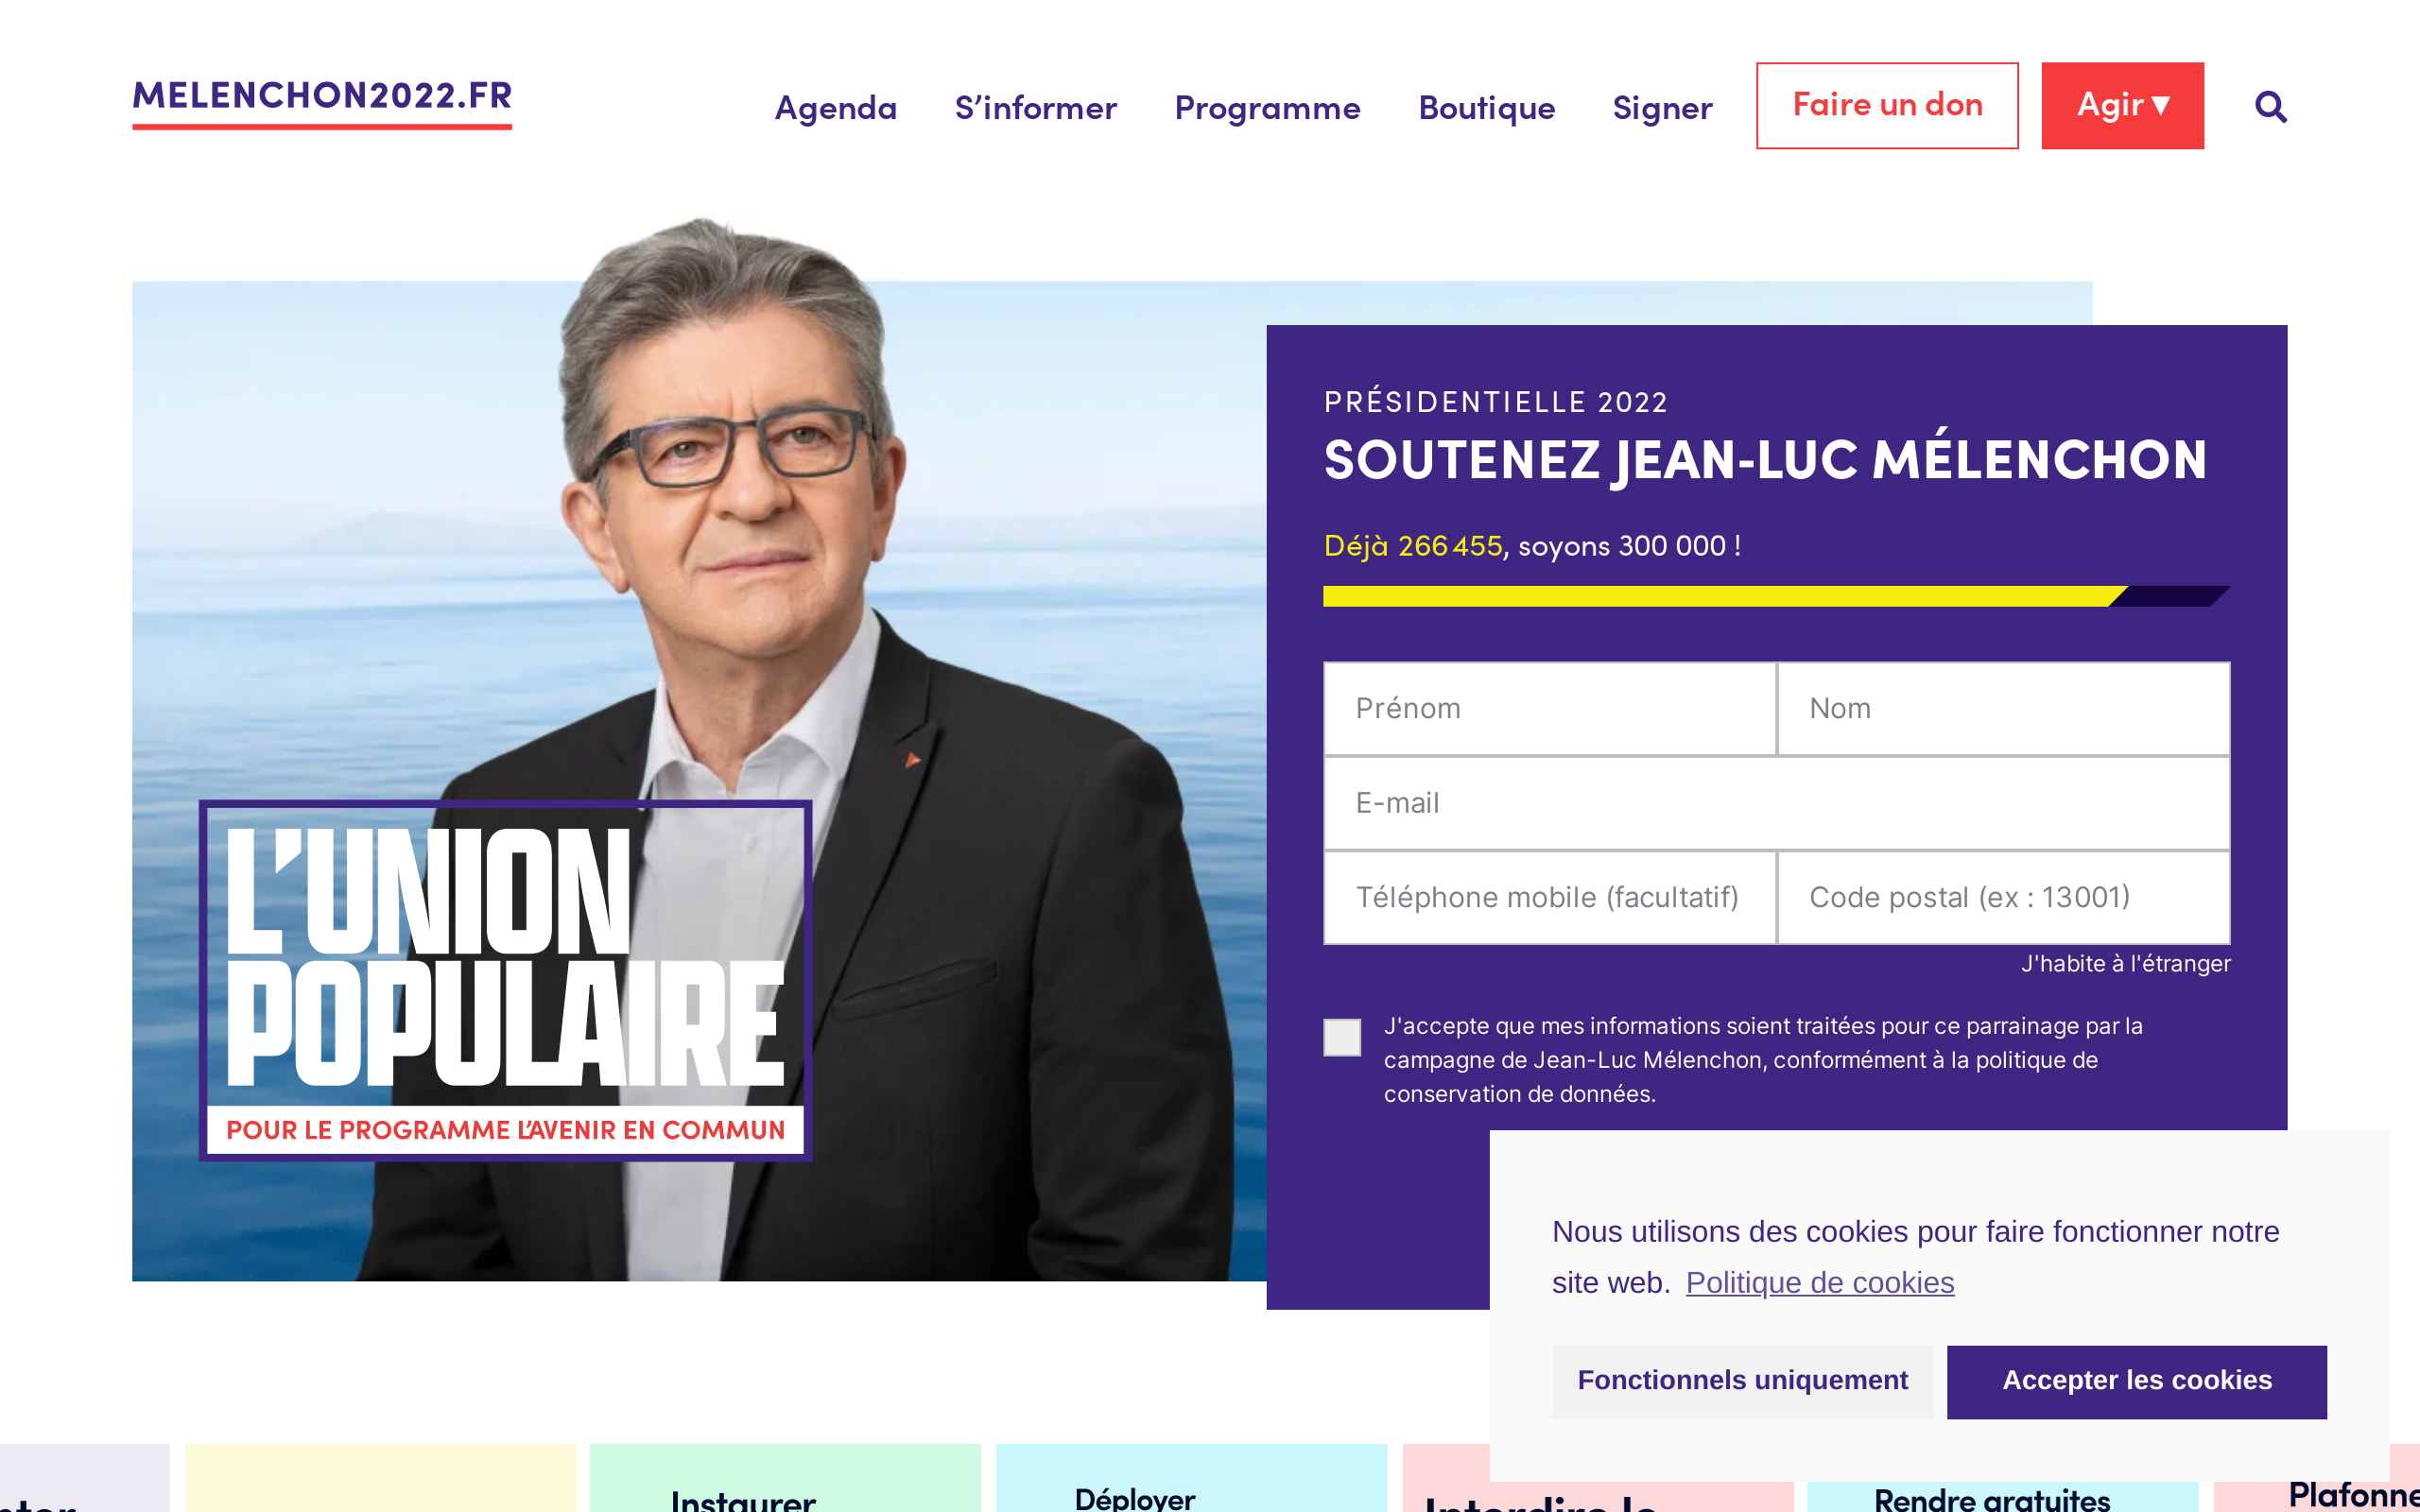 MELENCHON2022.FR
Agenda S’informer Programme Boutique Signer Faire un don Agir ▾
PRÉSIDENTIELLE 2022
SOUTENEZ JEAN-LUC MÉLENCHON
Déjà 266 455, soyons 300 000 !
Prénom Nom
E-mail
Téléphone mobile (facultatif) Code postal (ex : 13001)
J'habite à l'étranger
J'accepte que mes informations soient traitées pour ce parrainage par la
campagne de Jean-Luc Mélenchon, conformément à la politique de
conservation de données.
L’UNION
POPULAIRE
POUR LE PROGRAMME L’AVENIR EN COMMUN
Nous utilisons des cookies pour faire fonctionner notre
site web. Politique de cookies
Fonctionnels uniquement Accepter les cookies
Instaurer
Déployer
Interdire le
Rendre gratuites